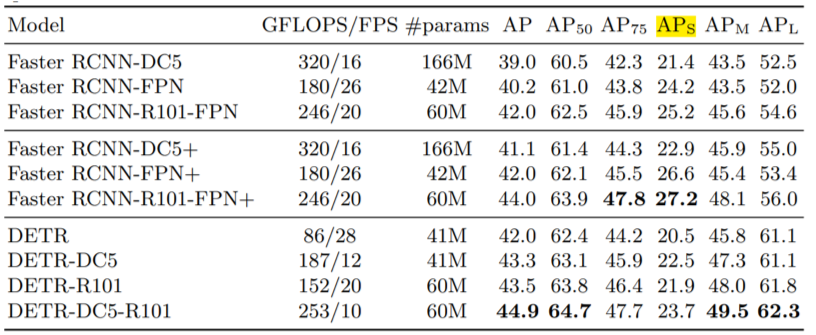 Model GFLOPS/FPS #params AP AP50 AP75 APS APM APL
Faster RCNN-DC5 320/16 166M 39.0 60.5 42.3 21.4 43.5 52.5
Faster RCNN-FPN 180/26 42M 40.2 61.0 43.8 24.2 43.5 52.0
Faster RCNN-R101-FPN 246/20 60M 42.0 62.5 45.9 25.2 45.6 54.6
Faster RCNN-DC5+ 320/16 166M 41.1 61.4 44.3 22.9 45.9 55.0
Faster RCNN-FPN+ 180/26 42M 42.0 62.1 45.5 26.6 45.4 53.4
Faster RCNN-R101-FPN+ 246/20 60M 44.0 63.9 47.8 27.2 48.1 56.0
DETR 86/28 41M 42.0 62.4 44.2 20.5 45.8 61.1
DETR-DC5 187/12 41M 43.3 63.1 45.9 22.5 47.3 61.1
DETR-R101 152/20 60M 43.5 63.8 46.4 21.9 48.0 61.8
DETR-DC5-R101 253/10 60M 44.9 64.7 47.7 23.7 49.5 62.3